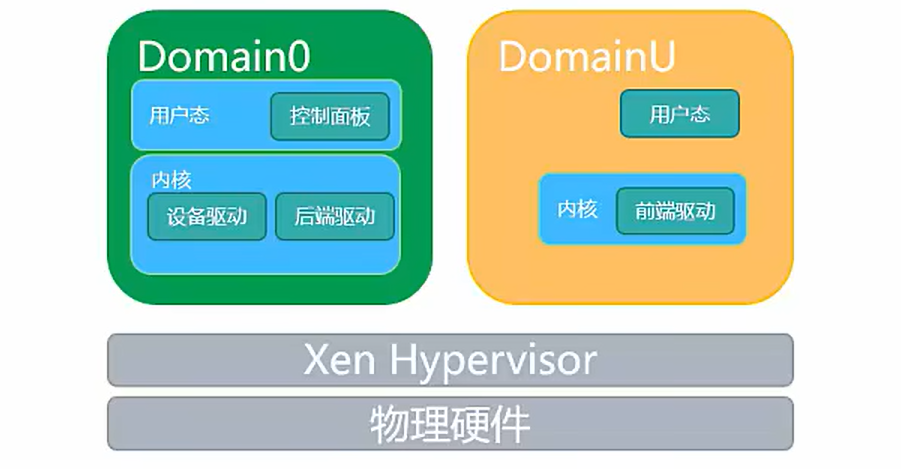 Domain0
用户态
控制面板
内核
设备驱动
后端驱动
DomainU
用户态
内核
前端驱动
Xen Hypervisor
物理硬件